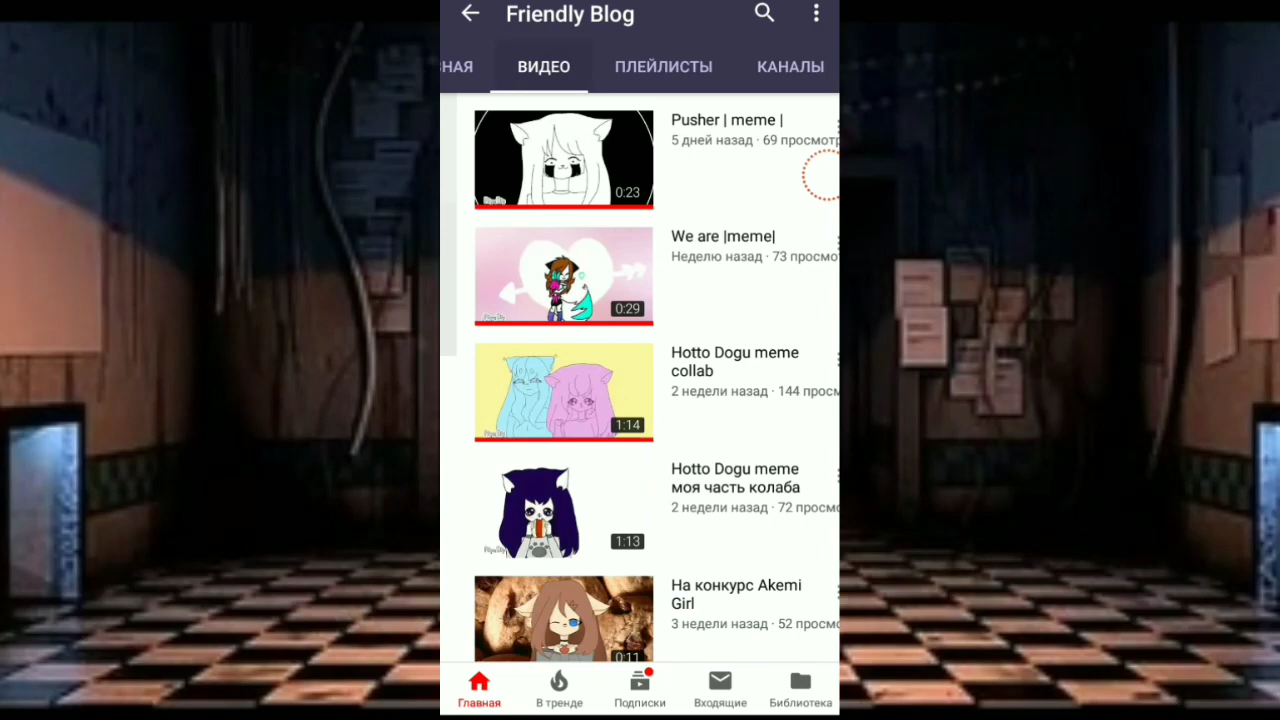 Friendly Blog
НАЯ
ВИДЕО
ПЛЕЙЛИСТЫ
КАНАЛЫ
Pusher | meme |
5 дней назад · 69 просмотр
0:23
We are |meme|
Неделю назад · 73 просмо
0:29
Hotto Dogu meme
collab
2 недели назад · 144 просм
1:14
Hotto Dogu meme
моя часть колаба
2 недели назад · 72 просмо
1:13
На конкурс Akemi
Girl
3 недели назад · 52 просмо
0:11
Главная
В тренде
Подписки
Входящие
Библиотека